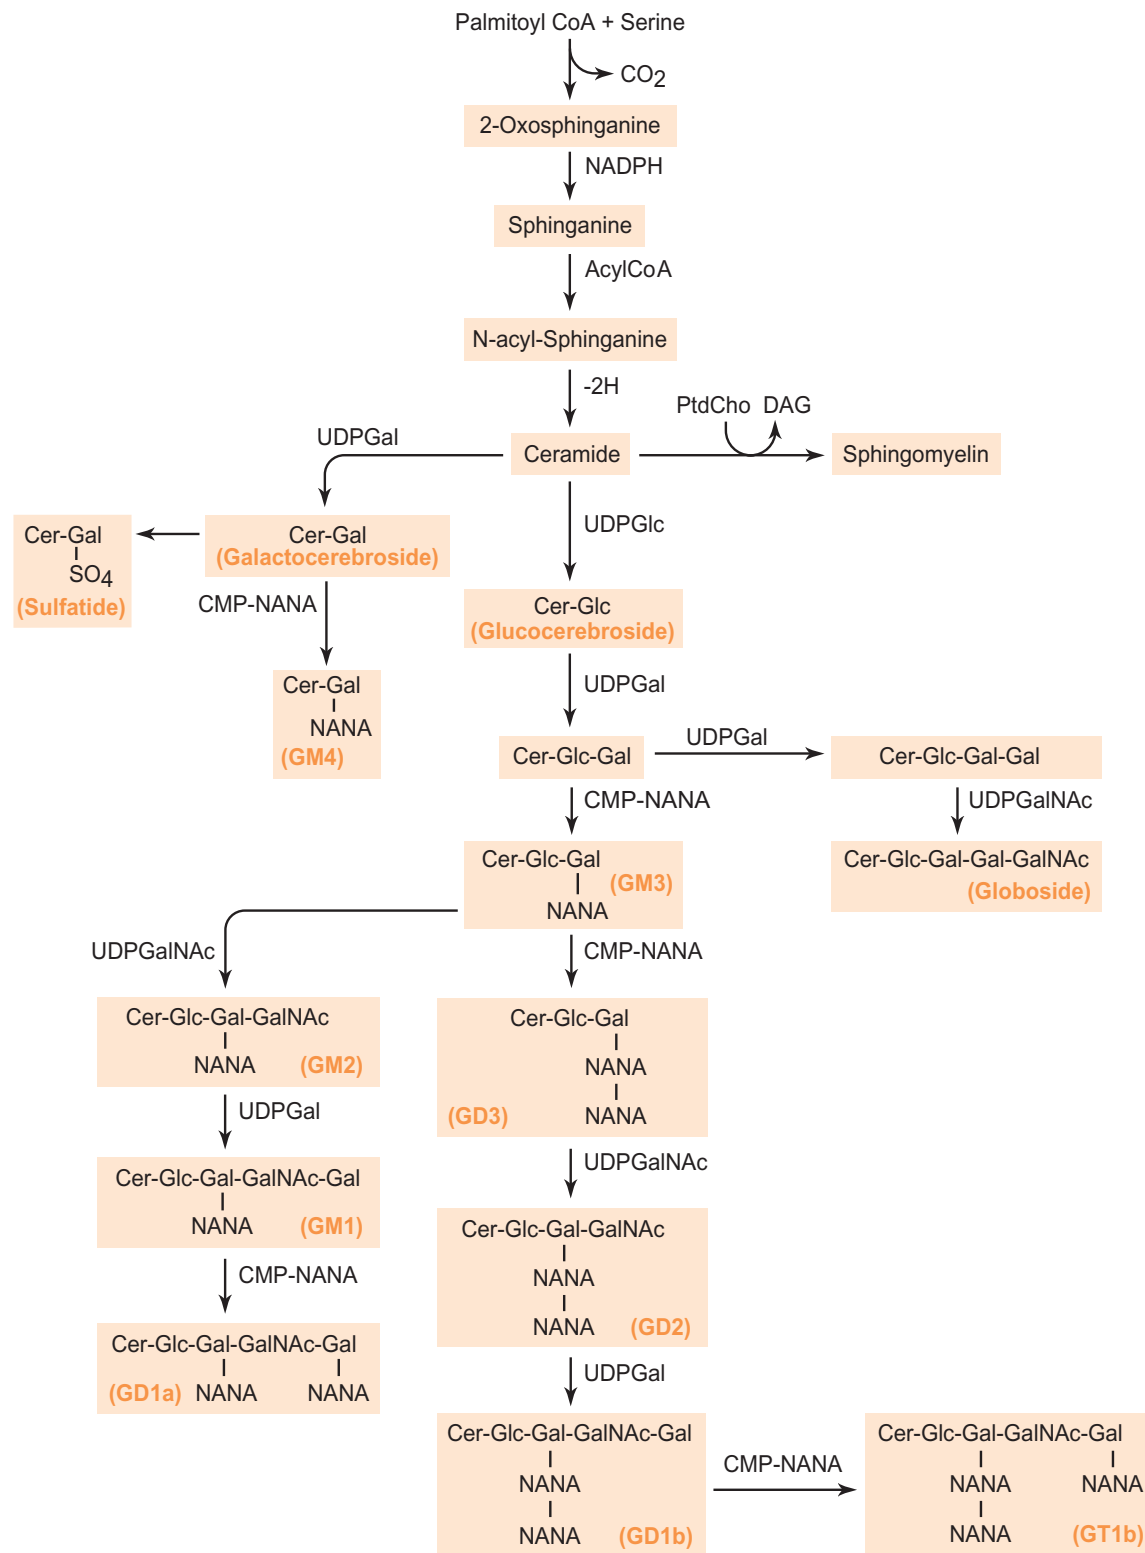 Palmitoyl CoA + Serine
CO2
2-Oxosphinganine
NADPH
Sphinganine
AcylCoA
N-acyl-Sphinganine
-2H
PtdCho DAG
UDPGal
Ceramide
Sphingomyelin
UDPGlc
Cer-Gal
SO4
(Sulfatide)
Cer-Gal
(Galactocerebroside)
CMP-NANA
Cer-Glc
(Glucocerebroside)
UDPGal
Cer-Gal
NANA
(GM4)
Cer-Glc-Gal
UDPGal
Cer-Glc-Gal-Gal
CMP-NANA
UDPGalNAc
Cer-Glc-Gal
(GM3)
NANA
Cer-Glc-Gal-Gal-GalNAc
(Globoside)
UDPGalNAc
CMP-NANA
Cer-Glc-Gal-GalNAc
NANA (GM2)
Cer-Glc-Gal
NANA
NANA
(GD3)
UDPGal
UDPGalNAc
Cer-Glc-Gal-GalNAc-Gal
NANA (GM1)
Cer-Glc-Gal-GalNAc
NANA
NANA (GD2)
CMP-NANA
Cer-Glc-Gal-GalNAc-Gal
(GD1a) NANA NANA
UDPGal
Cer-Glc-Gal-GalNAc-Gal
NANA
NANA (GD1b)
CMP-NANA
Cer-Glc-Gal-GalNAc-Gal
NANA NANA
NANA (GT1b)